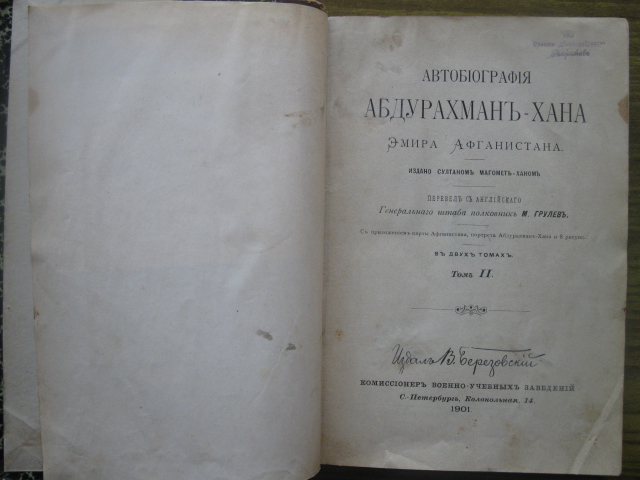 АВТОБІОГРАФІЯ
АБДУРАХМАНЪ-ХАНА
ЭМИРА АФГАНИСТАНА.
ИЗДАНО СУЛТАНОМЪ МАГОМЕТЪ-ХАНОМЪ
ПЕРЕВЕЛЪ СЪ АНГЛІЙСКАГО
Генеральнаго штаба полковникъ М. ГРУЛЕВЪ.
Съ приложеніемъ карты Афганистана, портрета Абдурахманъ-Хана и 6 рисун.
ВЪ ДВУХЪ ТОМАХЪ.
Томъ II.
Издалъ В. Березовскій
КОМИССІОНЕРЪ ВОЕННО-УЧЕБНЫХЪ ЗАВЕДЕНІЙ
С.-Петербургъ, Колокольная, 14
1901